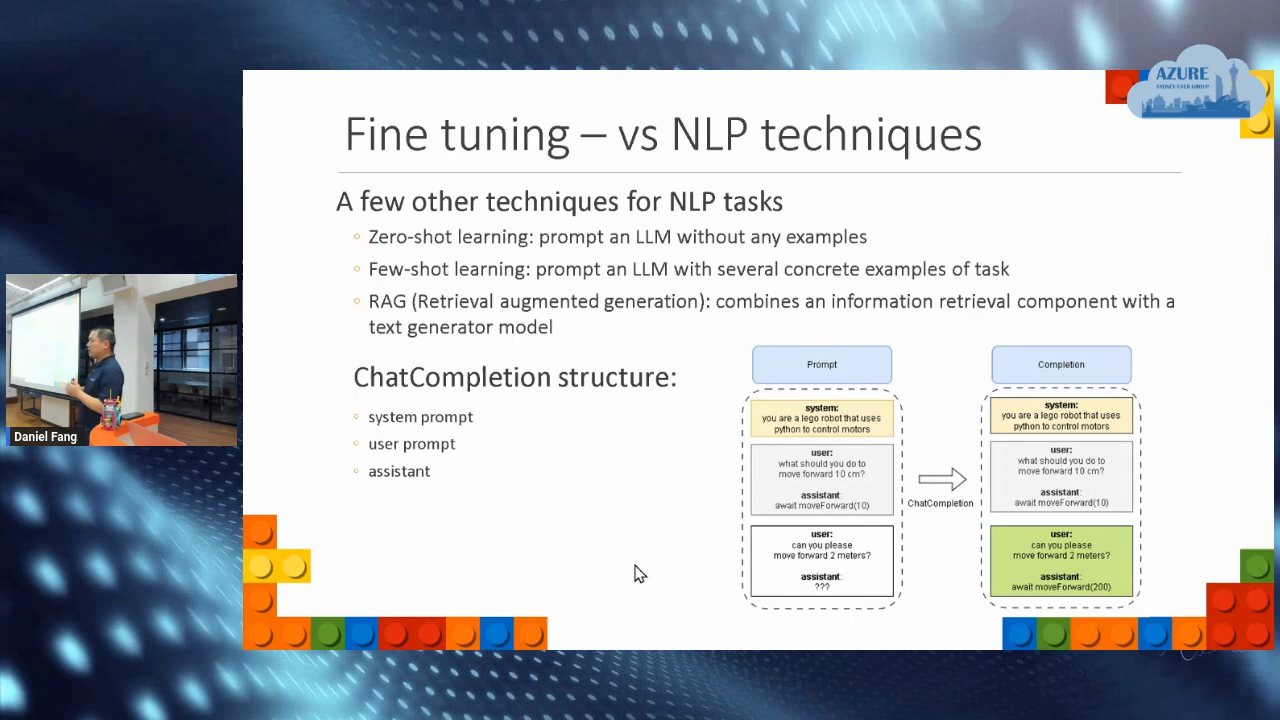 AZURE
SYDNEY USER GROUP
Fine tuning – vs NLP techniques
A few other techniques for NLP tasks
Zero-shot learning: prompt an LLM without any examples
Few-shot learning: prompt an LLM with several concrete examples of task
RAG (Retrieval augmented generation): combines an information retrieval component with a
text generator model
ChatCompletion structure:
system prompt
user prompt
assistant
Prompt
system:
you are a lego robot that uses
python to control motors
user:
what should you do to
move forward 10 cm?
assistant:
await moveForward(10)
user:
can you please
move forward 2 meters?
assistant:
???
ChatCompletion
Completion
system:
you are a lego robot that uses
python to control motors
user:
what should you do to
move forward 10 cm?
assistant:
await moveForward(10)
user:
can you please
move forward 2 meters?
assistant:
await moveForward(200)
Daniel Fang